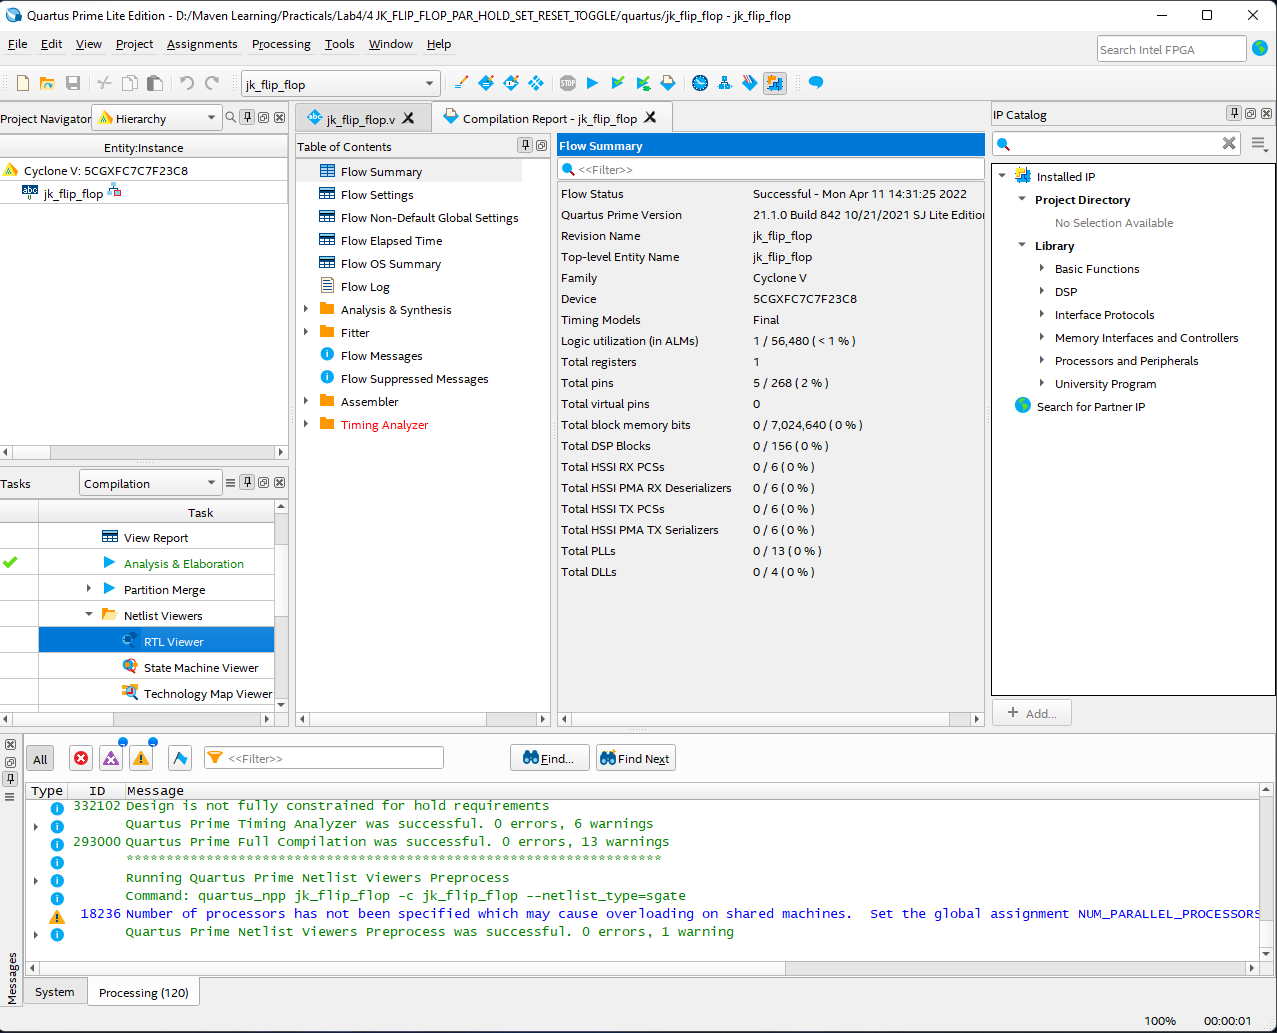 Quartus Prime Lite Edition - D:/Maven Learning/Practicals/Lab4/4 JK_FLIP_FLOP_PAR_HOLD_SET_RESET_TOGGLE/quartus/jk_flip_flop - jk_flip_flop
File Edit View Project Assignments Processing Tools Window Help
Search Intel FPGA
jk_flip_flop
STOP
Project Navigator
Hierarchy
Entity:Instance
Cyclone V: 5CGXFC7C7F23C8
abc jk_flip_flop
Tasks
Compilation
Task
View Report
Analysis & Elaboration
Partition Merge
Netlist Viewers
RTL Viewer
State Machine Viewer
Technology Map Viewer
abc jk_flip_flop.v
Compilation Report - jk_flip_flop
Table of Contents
Flow Summary
Flow Settings
Flow Non-Default Global Settings
Flow Elapsed Time
Flow OS Summary
Flow Log
Analysis & Synthesis
Fitter
Flow Messages
Flow Suppressed Messages
Assembler
Timing Analyzer
Flow Summary
<<Filter>>
Flow Status Successful - Mon Apr 11 14:31:25 2022
Quartus Prime Version 21.1.0 Build 842 10/21/2021 SJ Lite Edition
Revision Name jk_flip_flop
Top-level Entity Name jk_flip_flop
Family Cyclone V
Device 5CGXFC7C7F23C8
Timing Models Final
Logic utilization (in ALMs) 1 / 56,480 ( < 1 % )
Total registers 1
Total pins 5 / 268 ( 2 % )
Total virtual pins 0
Total block memory bits 0 / 7,024,640 ( 0 % )
Total DSP Blocks 0 / 156 ( 0 % )
Total HSSI RX PCSs 0 / 6 ( 0 % )
Total HSSI PMA RX Deserializers 0 / 6 ( 0 % )
Total HSSI TX PCSs 0 / 6 ( 0 % )
Total HSSI PMA TX Serializers 0 / 6 ( 0 % )
Total PLLs 0 / 13 ( 0 % )
Total DLLs 0 / 4 ( 0 % )
IP Catalog
Installed IP
Project Directory
No Selection Available
Library
Basic Functions
DSP
Interface Protocols
Memory Interfaces and Controllers
Processors and Peripherals
University Program
Search for Partner IP
+ Add...
All
<<Filter>>
Find...
Find Next
Type ID Message
332102 Design is not fully constrained for hold requirements
Quartus Prime Timing Analyzer was successful. 0 errors, 6 warnings
293000 Quartus Prime Full Compilation was successful. 0 errors, 13 warnings
*******************************************************************
Running Quartus Prime Netlist Viewers Preprocess
Command: quartus_npp jk_flip_flop -c jk_flip_flop --netlist_type=sgate
18236 Number of processors has not been specified which may cause overloading on shared machines.  Set the global assignment NUM_PARALLEL_PROCESSORS
Quartus Prime Netlist Viewers Preprocess was successful. 0 errors, 1 warning
Messages
System
Processing (120)
100% 00:00:01